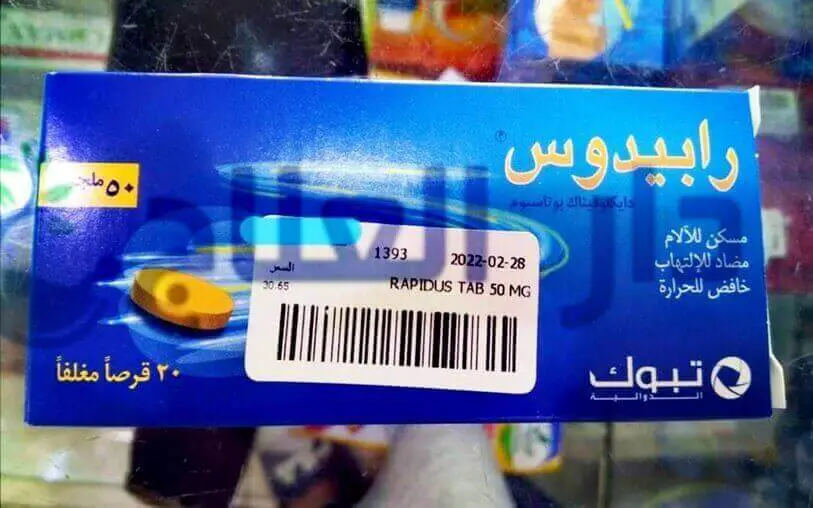 رابيدوس
٥٠ ملجم
دايكلوفيناك بوتاسيوم
مسكن للآلام
مضاد للإلتهاب
خافض للحرارة
1393 2022-02-28
السعر
30.65 RAPIDUS TAB 50 MG
٢٠ قرصاً مغلفاً
تبوك
الدوائية